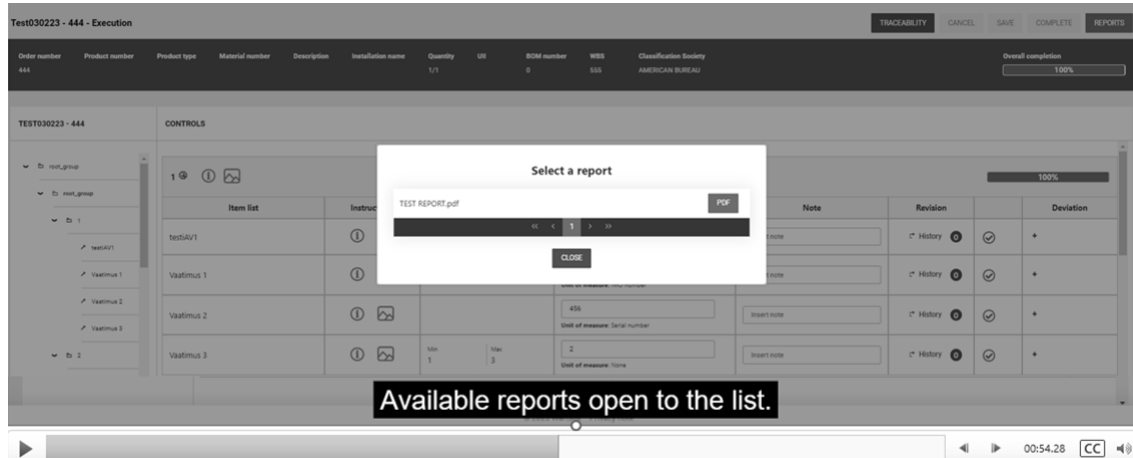 Test030223 - 444 - Execution
TRACEABILITY CANCEL SAVE COMPLETE REPORTS
Order number Product number Product type Material number Description Installation name Quantity UII BOM number WBS Classification Society Overall completion
444 1/1 0 555 AMERICAN BUREAU 100%
TEST030223 - 444 CONTROLS
root_group
root_group
1
testiAV1
Vaatimus 1
Vaatimus 2
Vaatimus 3
2
1 100%
Item list Note Revision Deviation
testiAV1 History 0 +
Vaatimus 1 History 0 +
Vaatimus 2 456 Insert note History 0 +
Unit of measure: Serial number
Vaatimus 3 Min Max 2 Insert note History 0 +
1 3 Unit of measure: None
Select a report
TEST REPORT.pdf PDF
<< < 1 > >>
CLOSE
Available reports open to the list.
00:54.28 CC